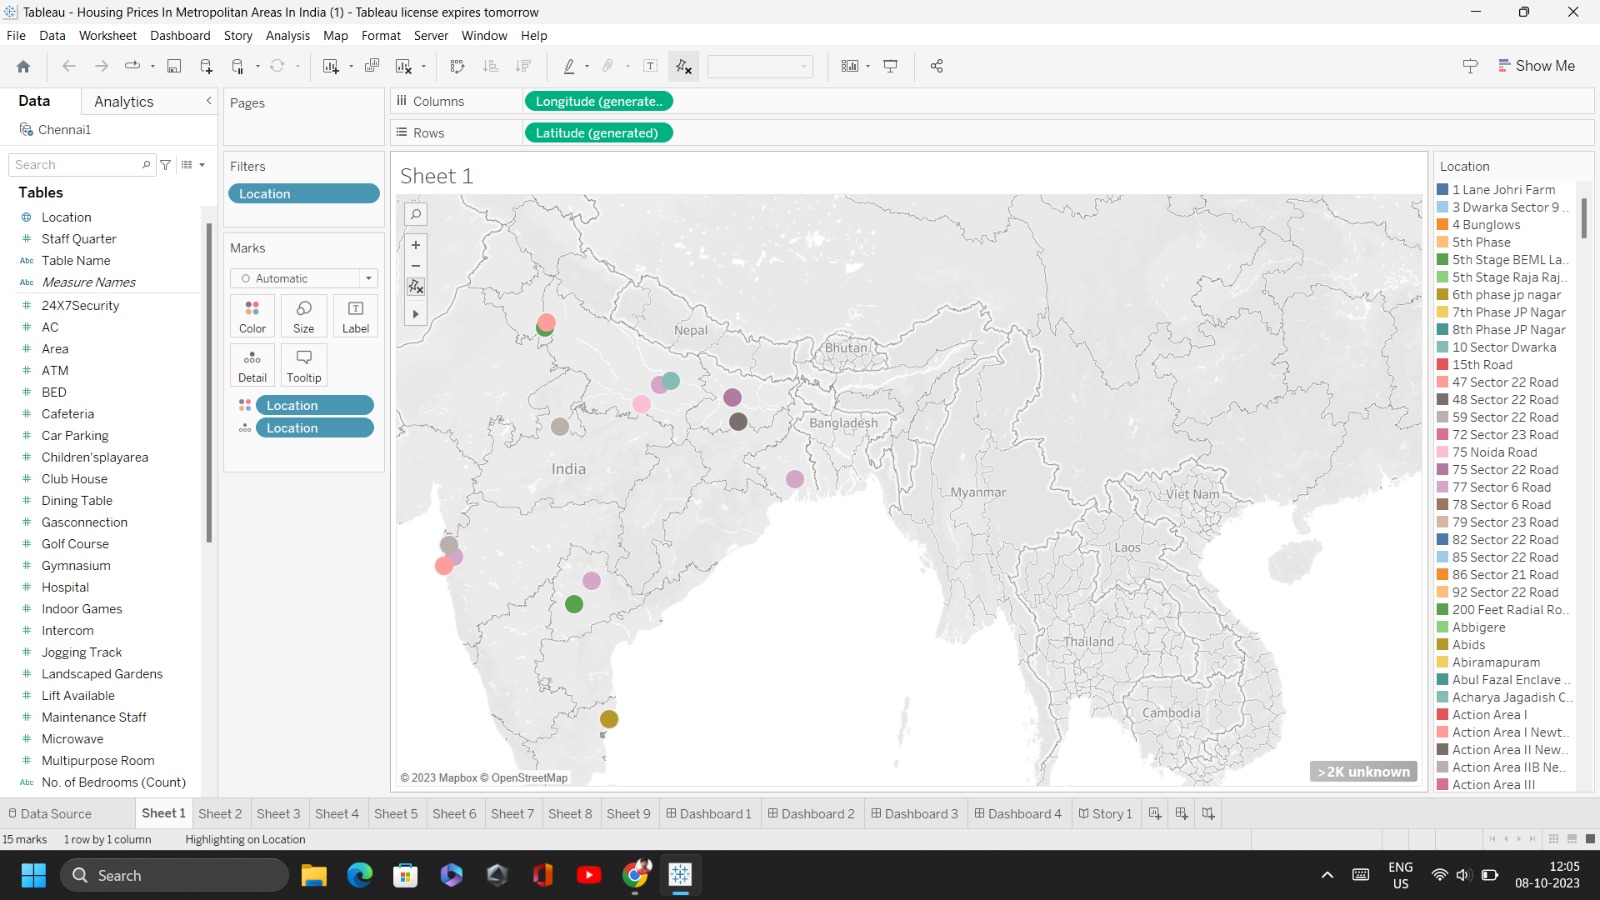 Tableau - Housing Prices In Metropolitan Areas In India (1) - Tableau license expires tomorrow
File Data Worksheet Dashboard Story Analysis Map Format Server Window Help
Show Me
Data Analytics
Chennai1
Search
Tables
Location
Staff Quarter
Abc Table Name
Abc Measure Names
24X7Security
AC
Area
ATM
BED
Cafeteria
Car Parking
Children'splayarea
Club House
Dining Table
Gasconnection
Golf Course
Gymnasium
Hospital
Indoor Games
Intercom
Jogging Track
Landscaped Gardens
Lift Available
Maintenance Staff
Microwave
Multipurpose Room
Abc No. of Bedrooms (Count)
Pages
Filters
Location
Marks
Automatic
Color Size Label
Detail Tooltip
Location
Location
Columns Longitude (generate..
Rows Latitude (generated)
Sheet 1
Nepal
Bhutan
Bangladesh
India
Myanmar
Viet Nam
Laos
Thailand
Cambodia
© 2023 Mapbox © OpenStreetMap
>2K unknown
Location
1 Lane Johri Farm
3 Dwarka Sector 9 ..
4 Bunglows
5th Phase
5th Stage BEML La..
5th Stage Raja Raj..
6th phase jp nagar
7th Phase JP Nagar
8th Phase JP Nagar
10 Sector Dwarka
15th Road
47 Sector 22 Road
48 Sector 22 Road
59 Sector 22 Road
72 Sector 23 Road
75 Noida Road
75 Sector 22 Road
77 Sector 6 Road
78 Sector 6 Road
79 Sector 23 Road
82 Sector 22 Road
85 Sector 22 Road
86 Sector 21 Road
92 Sector 22 Road
200 Feet Radial Ro..
Abbigere
Abids
Abiramapuram
Abul Fazal Enclave ..
Acharya Jagadish C..
Action Area I
Action Area I Newt..
Action Area II New..
Action Area IIB Ne..
Action Area III
Data Source Sheet 1 Sheet 2 Sheet 3 Sheet 4 Sheet 5 Sheet 6 Sheet 7 Sheet 8 Sheet 9 Dashboard 1 Dashboard 2 Dashboard 3 Dashboard 4 Story 1
15 marks 1 row by 1 column Highlighting on Location
Search
ENG
US
12:05
08-10-2023